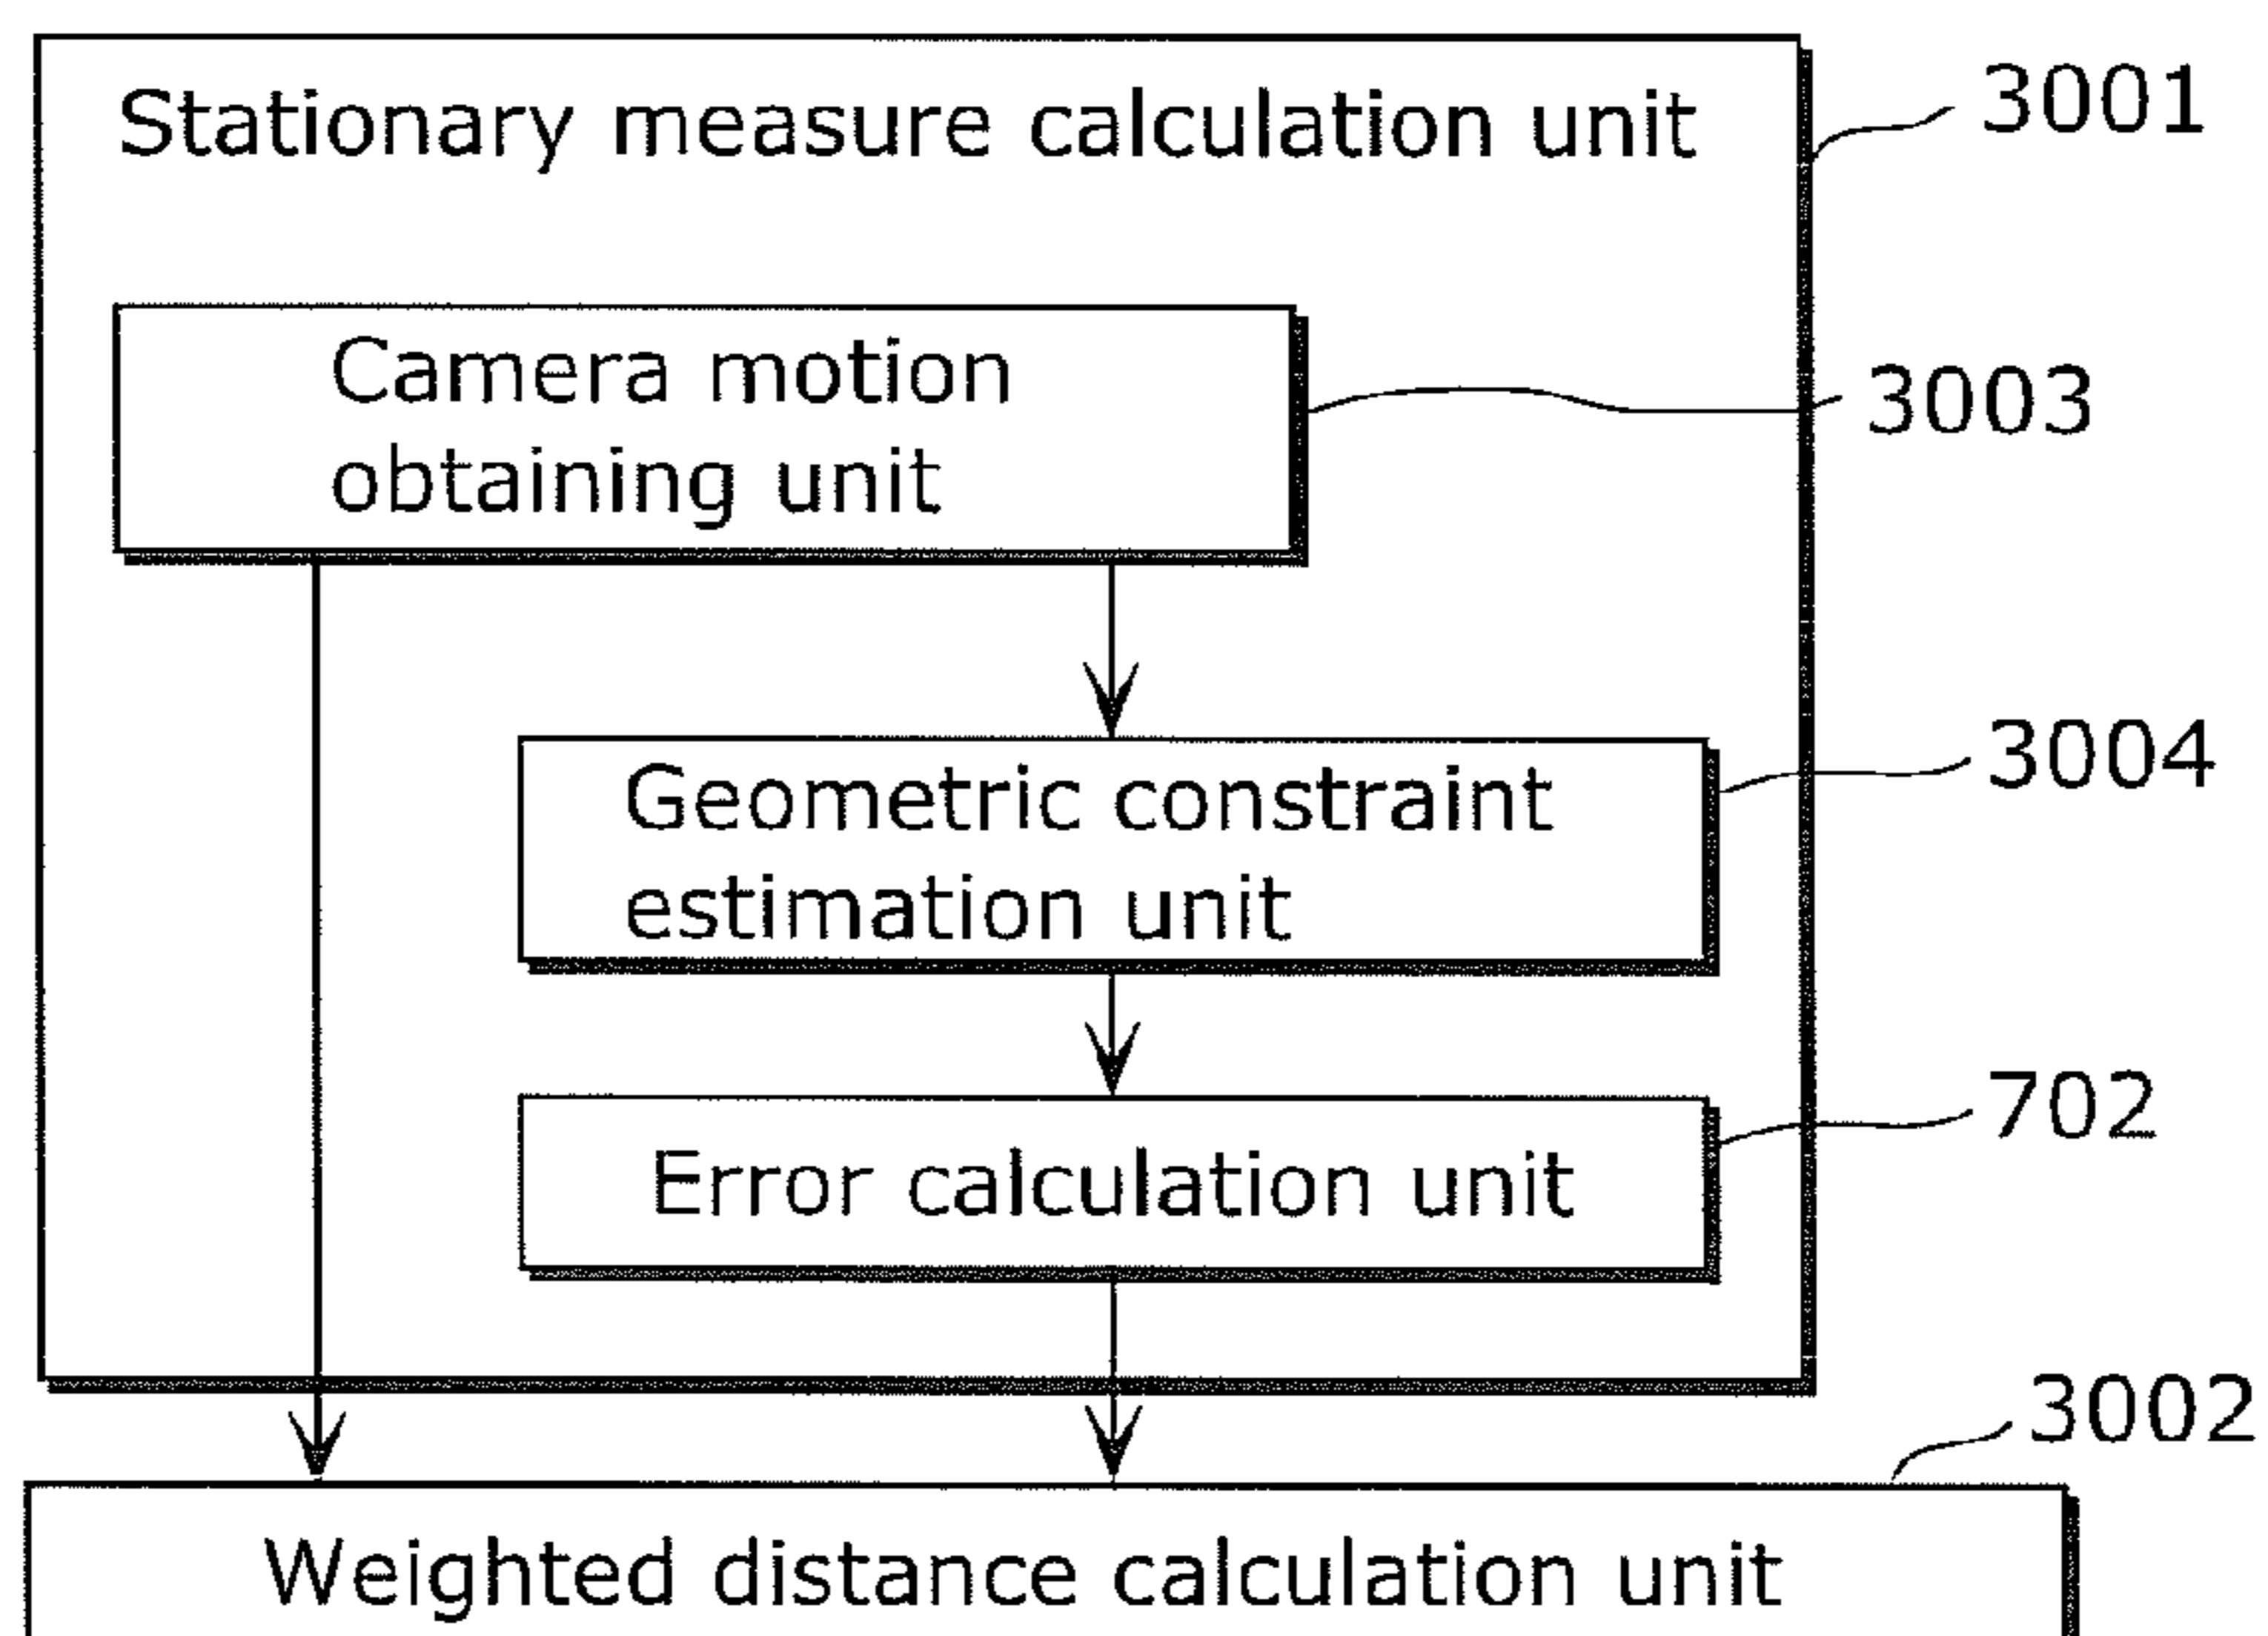 Stationary measure calculation unit
3001
Camera motion
obtaining unit
3003
Geometric constraint
estimation unit
3004
Error calculation unit
702
3002
Weighted distance calculation unit